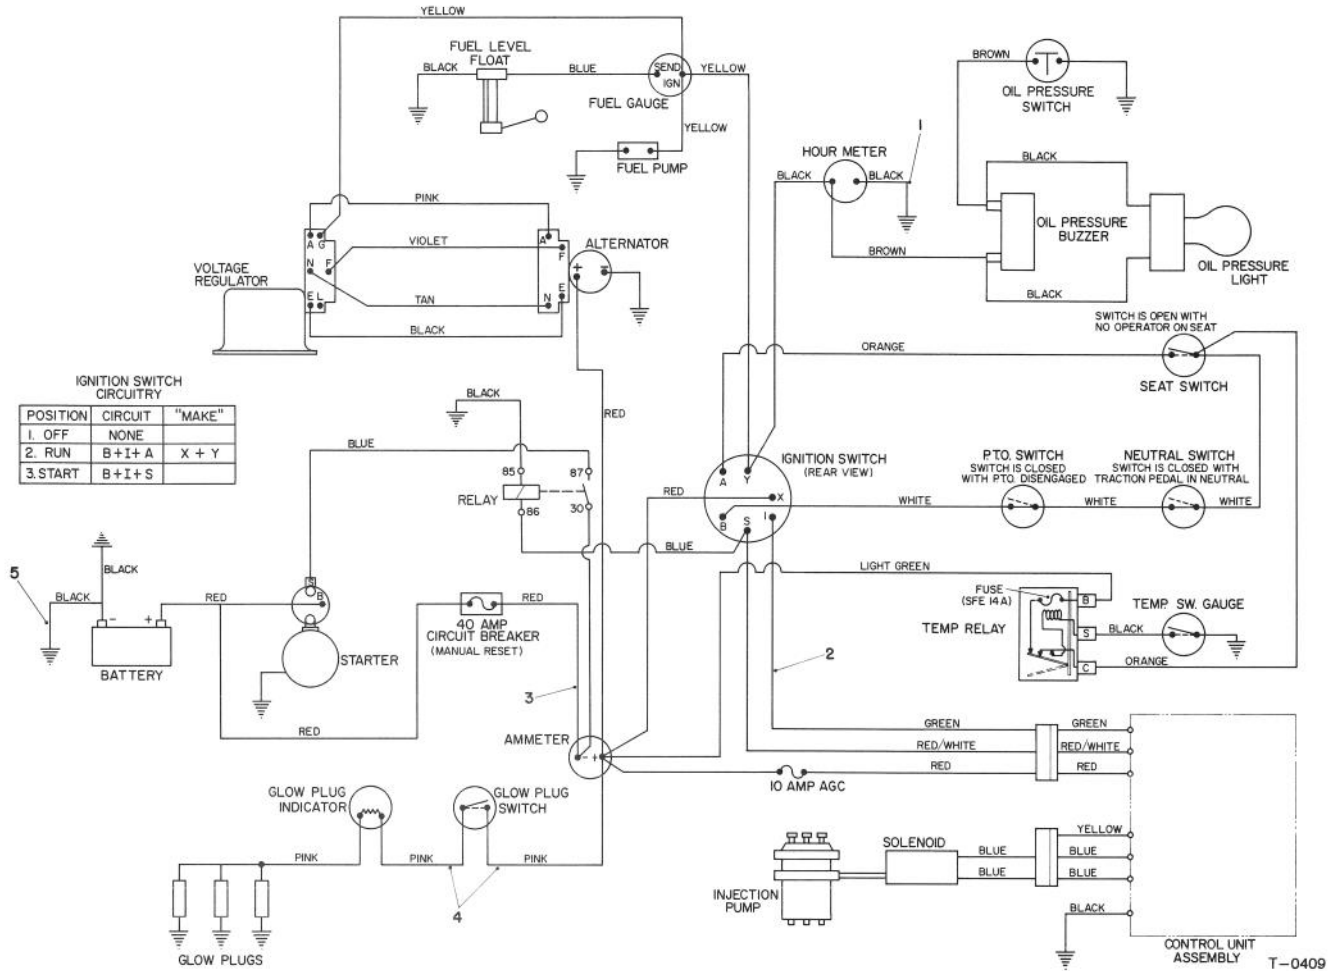 YELLOW
FUEL LEVEL
FLOAT
BLACK
BLUE
SEND
IGN
YELLOW
FUEL GAUGE
YELLOW
FUEL PUMP
BROWN
OIL PRESSURE
SWITCH
1
HOUR METER
BLACK
BLACK
BLACK
BROWN
OIL PRESSURE
BUZZER
BLACK
OIL PRESSURE
LIGHT
PINK
A G
N F
E L
VIOLET
TAN
BLACK
A
F
E
N
+ -
ALTERNATOR
VOLTAGE
REGULATOR
SWITCH IS OPEN WITH
NO OPERATOR ON SEAT
ORANGE
SEAT SWITCH
IGNITION SWITCH
CIRCUITRY
POSITION CIRCUIT "MAKE"
1. OFF NONE
2. RUN B+I+A X + Y
3. START B+I+S
BLACK
RED
BLUE
85
87
RELAY
86
30
BLUE
RED
A Y
X
B S I
IGNITION SWITCH
(REAR VIEW)
P.T.O. SWITCH
SWITCH IS CLOSED
WITH P.T.O. DISENGAGED
NEUTRAL SWITCH
SWITCH IS CLOSED WITH
TRACTION PEDAL IN NEUTRAL
WHITE
WHITE
WHITE
LIGHT GREEN
5
BLACK
BLACK
- +
BATTERY
RED
S
B
STARTER
RED
40 AMP
CIRCUIT BREAKER
(MANUAL RESET)
RED
FUSE
(SFE 14A)
TEMP RELAY
B
S
C
TEMP. SW. GAUGE
BLACK
ORANGE
2
3
AMMETER
- +
GREEN
GREEN
RED/WHITE
RED/WHITE
RED
RED
10 AMP AGC
GLOW PLUG
INDICATOR
GLOW PLUG
SWITCH
PINK
PINK
PINK
4
GLOW PLUGS
INJECTION
PUMP
SOLENOID
BLUE
BLUE
YELLOW
BLUE
BLUE
BLACK
CONTROL UNIT
ASSEMBLY
T-0409